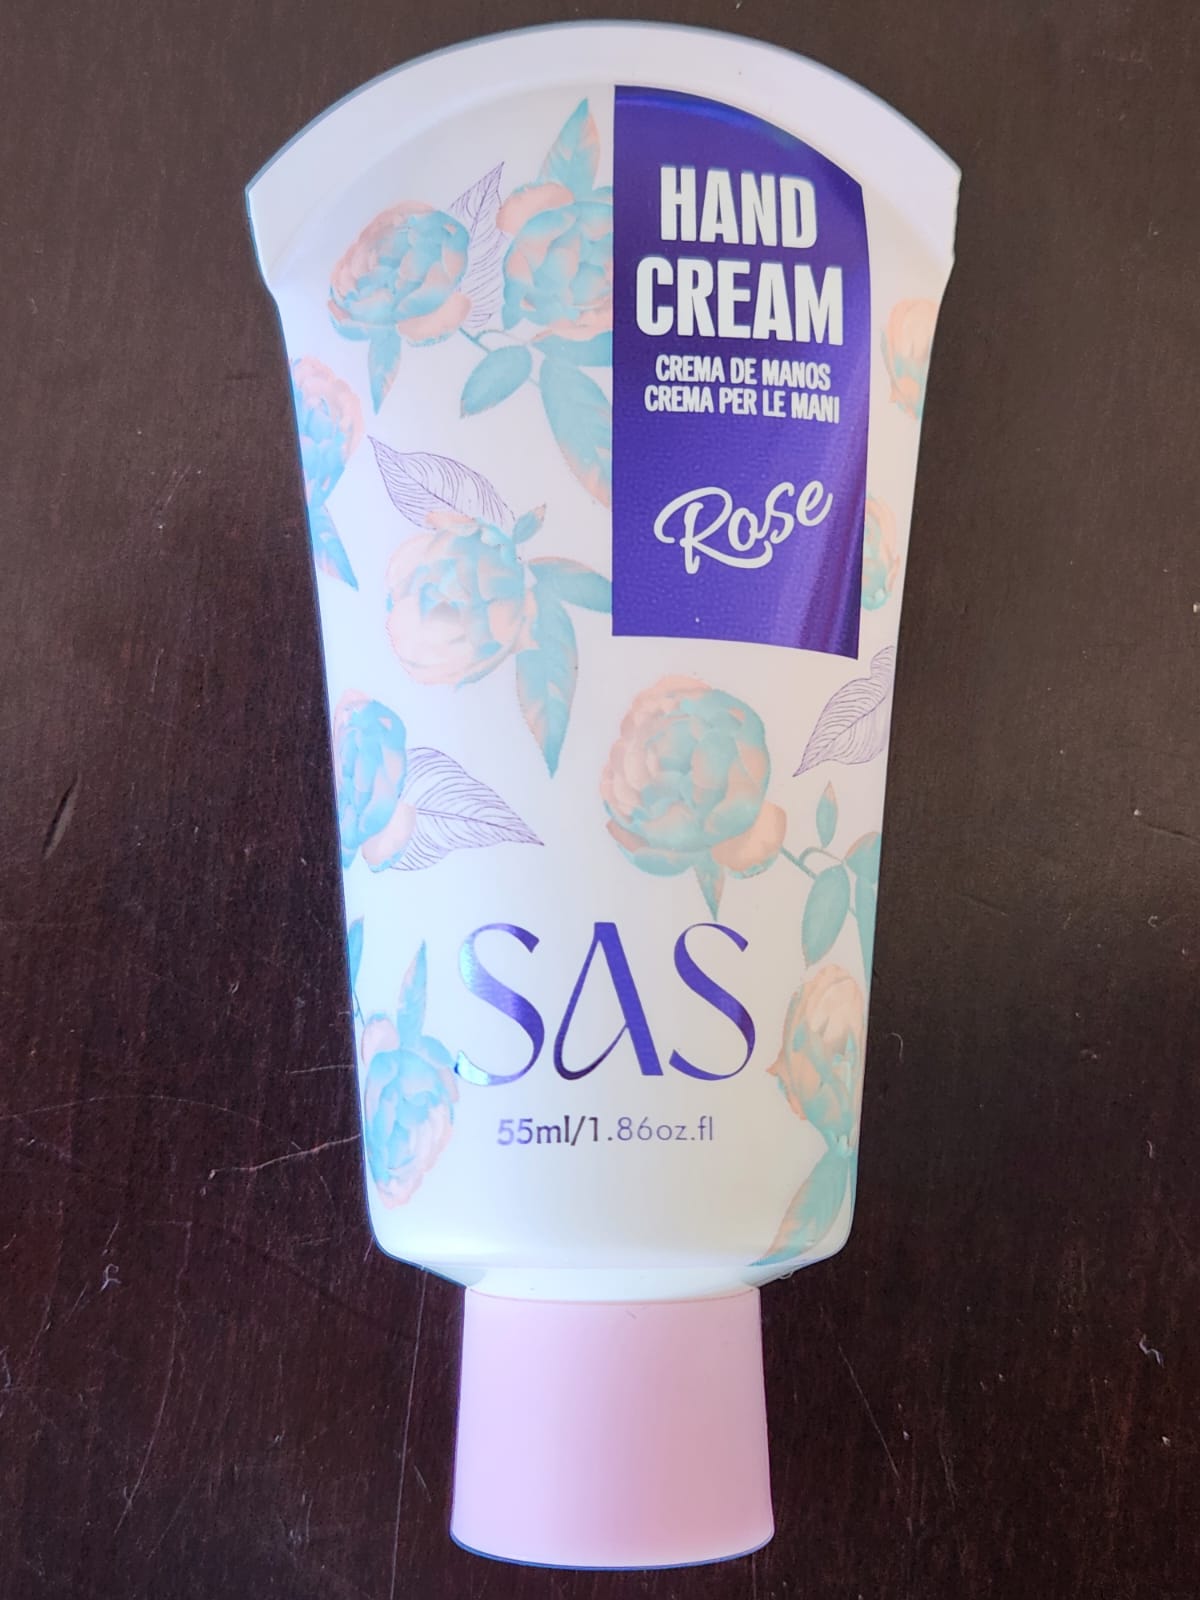 HAND
CREAM
CREMA DE MANOS
CREMA PER LE MANI
Rose
SAS
55ml/1.86oz.fl